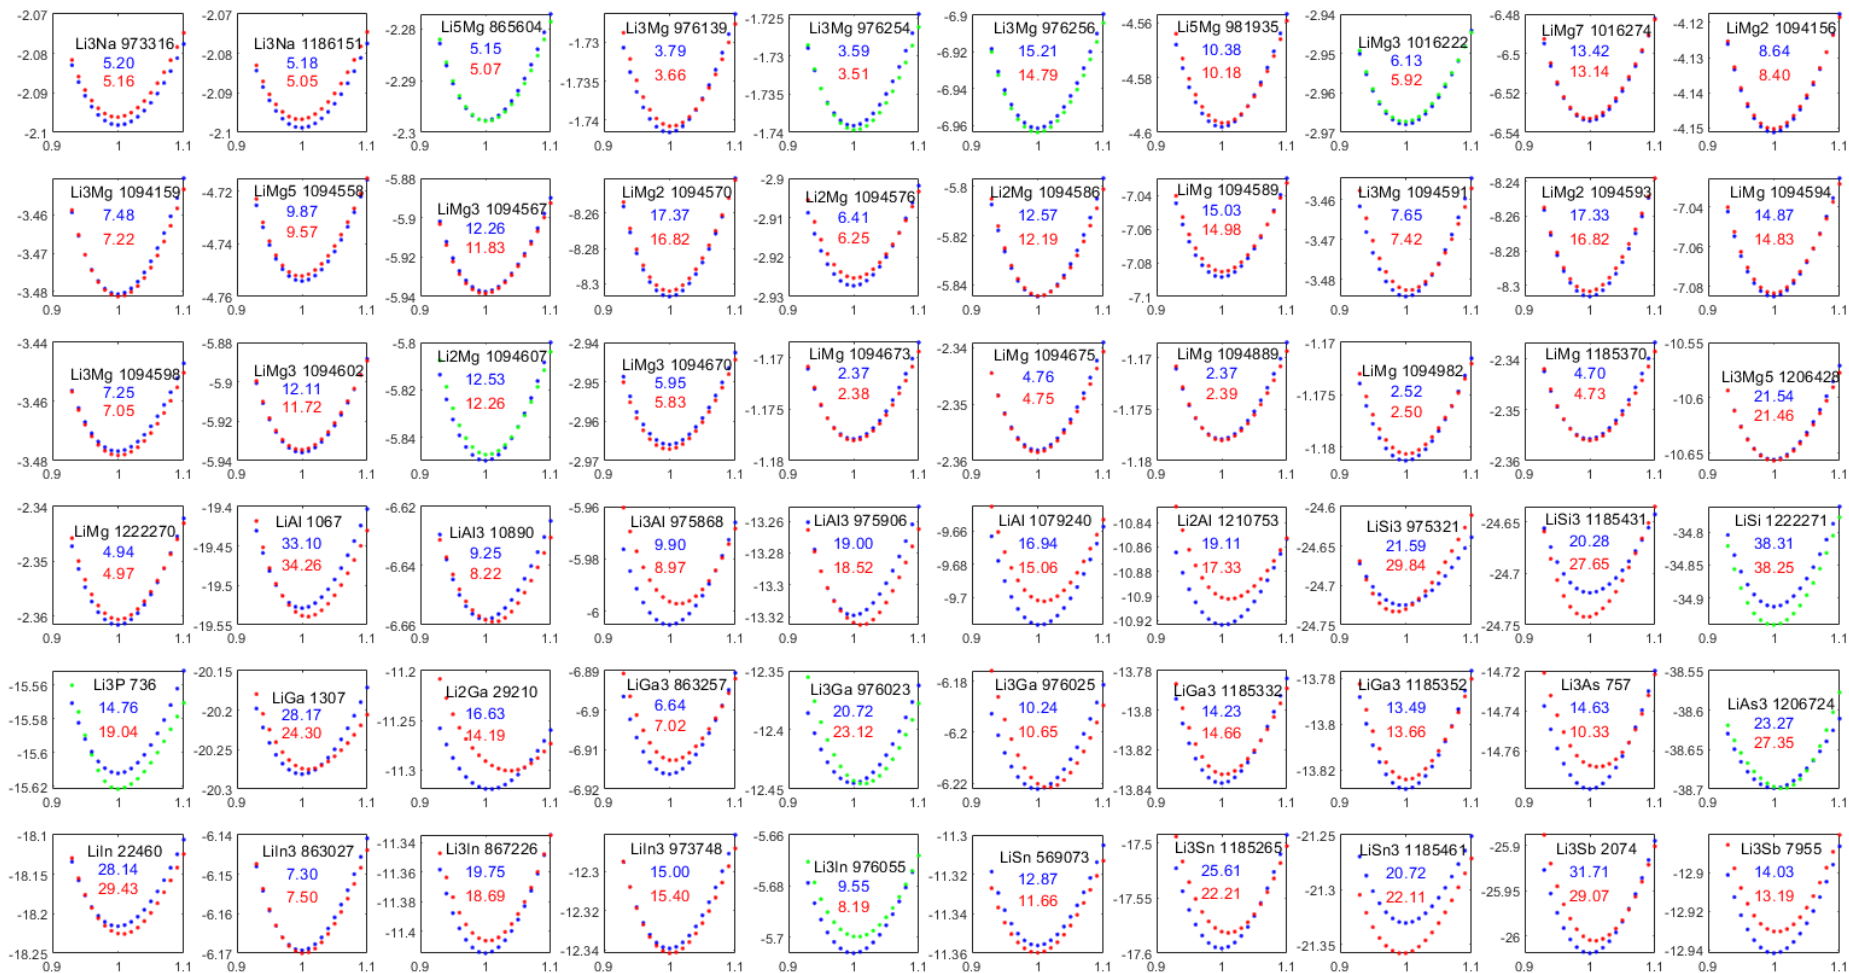 Li3Na 973316
5.20
5.16
-2.07
-2.08
-2.09
-2.1
0.9 1 1.1
Li3Na 1186151
5.18
5.05
-2.07
-2.08
-2.09
-2.1
0.9 1 1.1
Li5Mg 865604
5.15
5.07
-2.28
-2.29
-2.3
0.9 1 1.1
Li3Mg 976139
3.79
3.66
-1.73
-1.735
-1.74
0.9 1 1.1
Li3Mg 976254
3.59
3.51
-1.725
-1.73
-1.735
-1.74
0.9 1 1.1
Li3Mg 976256
15.21
14.79
-6.9
-6.92
-6.94
-6.96
0.9 1 1.1
Li5Mg 981935
10.38
10.18
-4.56
-4.58
-4.6
0.9 1 1.1
LiMg3 1016222
6.13
5.92
-2.94
-2.95
-2.96
-2.97
0.9 1 1.1
LiMg7 1016274
13.42
13.14
-6.48
-6.5
-6.52
-6.54
0.9 1 1.1
LiMg2 1094156
8.64
8.40
-4.12
-4.13
-4.14
-4.15
0.9 1 1.1
Li3Mg 1094159
7.48
7.22
-3.46
-3.47
-3.48
0.9 1 1.1
LiMg5 1094558
9.87
9.57
-4.72
-4.74
-4.76
0.9 1 1.1
LiMg3 1094567
12.26
11.83
-5.88
-5.9
-5.92
-5.94
0.9 1 1.1
LiMg2 1094570
17.37
16.82
-8.26
-8.28
-8.3
0.9 1 1.1
Li2Mg 1094576
6.41
6.25
-2.9
-2.91
-2.92
-2.93
0.9 1 1.1
Li2Mg 1094586
12.57
12.19
-5.8
-5.82
-5.84
0.9 1 1.1
LiMg 1094589
15.03
14.98
-7.04
-7.06
-7.08
-7.1
0.9 1 1.1
Li3Mg 1094591
7.65
7.42
-3.46
-3.47
-3.48
0.9 1 1.1
LiMg2 1094593
17.33
16.82
-8.24
-8.26
-8.28
-8.3
0.9 1 1.1
LiMg 1094594
14.87
14.83
-7.04
-7.06
-7.08
0.9 1 1.1
Li3Mg 1094598
7.25
7.05
-3.44
-3.46
-3.48
0.9 1 1.1
LiMg3 1094602
12.11
11.72
-5.88
-5.9
-5.92
-5.94
0.9 1 1.1
Li2Mg 1094607
12.53
12.26
-5.8
-5.82
-5.84
0.9 1 1.1
LiMg3 1094670
5.95
5.83
-2.94
-2.95
-2.96
-2.97
0.9 1 1.1
LiMg 1094673
2.37
2.38
-1.17
-1.175
-1.18
0.9 1 1.1
LiMg 1094675
4.76
4.75
-2.34
-2.35
-2.36
0.9 1 1.1
LiMg 1094889
2.37
2.39
-1.17
-1.175
-1.18
0.9 1 1.1
LiMg 1094982
2.52
2.50
-1.17
-1.175
-1.18
0.9 1 1.1
LiMg 1185370
4.70
4.73
-2.34
-2.35
-2.36
0.9 1 1.1
Li3Mg5 1206428
21.54
21.46
-10.55
-10.6
-10.65
0.9 1 1.1
LiMg 1222270
4.94
4.97
-2.34
-2.35
-2.36
0.9 1 1.1
LiAl 1067
33.10
34.26
-19.4
-19.45
-19.5
-19.55
0.9 1 1.1
LiAl3 10890
9.25
8.22
-6.62
-6.64
-6.66
0.9 1 1.1
Li3Al 975868
9.90
8.97
-5.96
-5.98
-6
0.9 1 1.1
LiAl3 975906
19.00
18.52
-13.26
-13.28
-13.3
-13.32
0.9 1 1.1
LiAl 1079240
16.94
15.06
-9.66
-9.68
-9.7
0.9 1 1.1
Li2Al 1210753
19.11
17.33
-10.84
-10.86
-10.88
-10.9
-10.92
0.9 1 1.1
LiSi3 975321
21.59
29.84
-24.6
-24.65
-24.7
-24.75
0.9 1 1.1
LiSi3 1185431
20.28
27.65
-24.65
-24.7
-24.75
0.9 1 1.1
LiSi 1222271
38.31
38.25
-34.8
-34.85
-34.9
0.9 1 1.1
Li3P 736
14.76
19.04
-15.56
-15.58
-15.6
-15.62
0.9 1 1.1
LiGa 1307
28.17
24.30
-20.15
-20.2
-20.25
-20.3
0.9 1 1.1
Li2Ga 29210
16.63
14.19
-11.2
-11.25
-11.3
0.9 1 1.1
LiGa3 863257
6.64
7.02
-6.89
-6.9
-6.91
-6.92
0.9 1 1.1
Li3Ga 976023
20.72
23.12
-12.35
-12.4
-12.45
0.9 1 1.1
Li3Ga 976025
10.24
10.65
-6.18
-6.2
-6.22
0.9 1 1.1
LiGa3 1185332
14.23
14.66
-13.78
-13.8
-13.82
-13.84
0.9 1 1.1
LiGa3 1185352
13.49
13.66
-13.78
-13.8
-13.82
0.9 1 1.1
Li3As 757
14.63
10.33
-14.72
-14.74
-14.76
0.9 1 1.1
LiAs3 1206724
23.27
27.35
-38.55
-38.6
-38.65
-38.7
0.9 1 1.1
LiIn 22460
28.14
29.43
-18.1
-18.15
-18.2
-18.25
0.9 1 1.1
LiIn3 863027
7.30
7.50
-6.14
-6.15
-6.16
-6.17
0.9 1 1.1
Li3In 867226
19.75
18.69
-11.34
-11.36
-11.38
-11.4
0.9 1 1.1
LiIn3 973748
15.00
15.40
-12.3
-12.32
-12.34
0.9 1 1.1
Li3In 976055
9.55
8.19
-5.66
-5.68
-5.7
0.9 1 1.1
LiSn 569073
12.87
11.66
-11.3
-11.32
-11.34
-11.36
0.9 1 1.1
Li3Sn 1185265
25.61
22.21
-17.5
-17.55
-17.6
0.9 1 1.1
LiSn3 1185461
20.72
22.11
-21.25
-21.3
-21.35
0.9 1 1.1
Li3Sb 2074
31.71
29.07
-25.9
-25.95
-26
0.9 1 1.1
Li3Sb 7955
14.03
13.19
-12.9
-12.92
-12.94
0.9 1 1.1